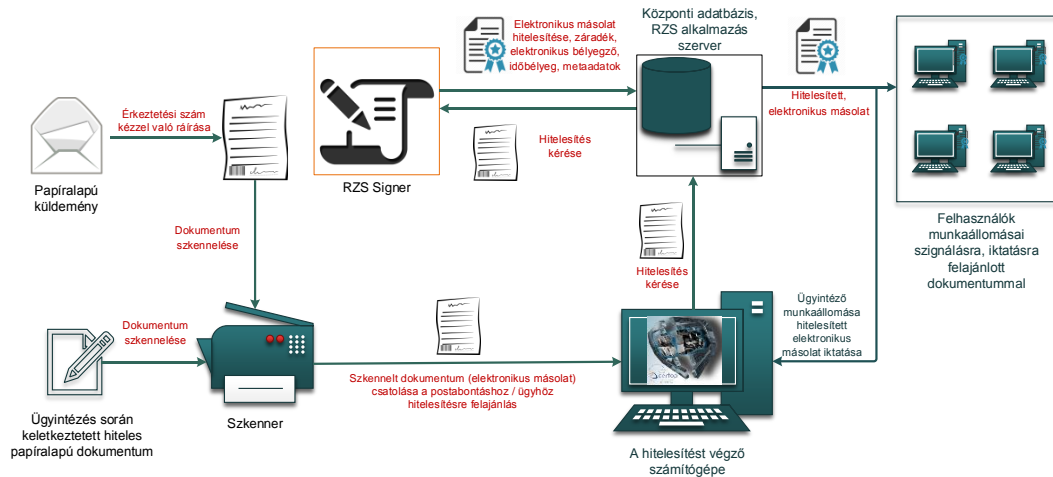 Elektronikus másolat
hitelesítése, záradék,
elektronikus bélyegző,
időbélyeg, metaadatok
Központi adatbázis,
RZS alkalmazás
szerver
Érkeztetési szám
kézzel való ráírása
Hitelesített,
elektronikus másolat
Hitelesítés
kérése
RZS Signer
Papíralapú
küldemény
Felhasználók
munkaállomásai
szignálásra, iktatásra
felajánlott
dokumentummal
Dokumentum
szkennelése
Hitelesítés
kérése
Ügyintéző
munkaállomása
hitelesített
elektronikus
másolat iktatása
Dokumentum
szkennelése
Szkennelt dokumentum (elektronikus másolat)
csatolása a postabontáshoz / ügyhöz
hitelesítésre felajánlás
Szkenner
Ügyintézés során
keletkeztetett hiteles
papíralapú dokumentum
A hitelesítést végző
számítógépe